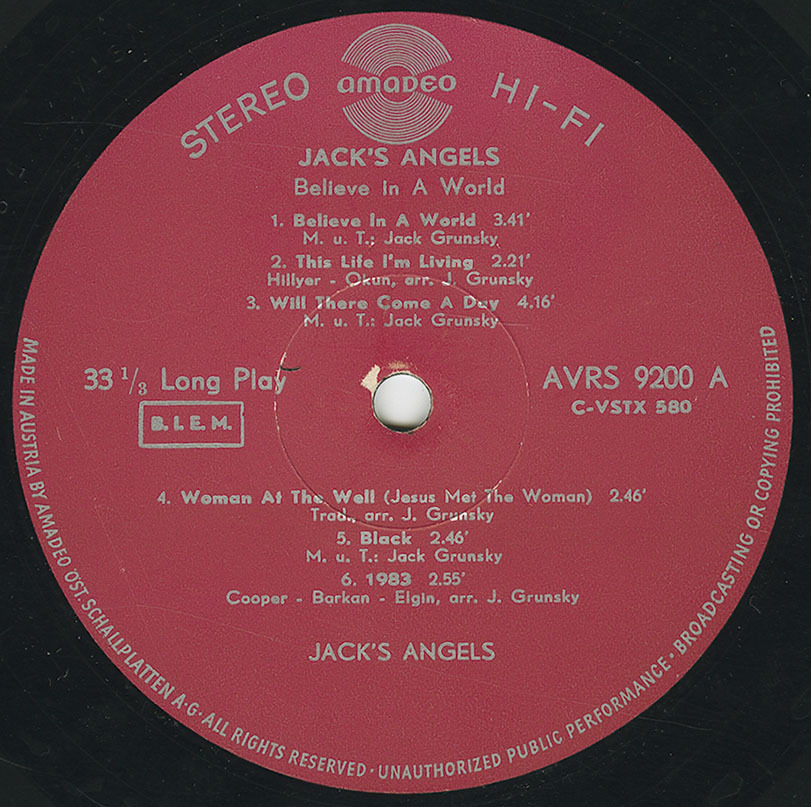 STEREO amadeo HI-FI
JACK'S ANGELS
Believe In A World
1. Believe In A World 3.41'
M. u. T.: Jack Grunsky
2. This Life I'm Living 2.21'
Hillyer - Okun, arr. J. Grunsky
3. Will There Come A Day 4.16'
M. u. T.: Jack Grunsky
33 1/3 Long Play
B.I.E.M.
AVRS 9200 A
C-VSTX 580
4. Woman At The Well (Jesus Met The Woman) 2.46'
Trad., arr. J. Grunsky
5. Black 2.46'
M. u. T.: Jack Grunsky
6. 1983 2.55'
Cooper - Barkan - Elgin, arr. J. Grunsky
JACK'S ANGELS
MADE IN AUSTRIA BY AMADEO ÖST. SCHALLPLATTEN A·G· ALL RIGHTS RESERVED · UNAUTHORIZED PUBLIC PERFORMANCE · BROADCASTING OR COPYING PROHIBITED